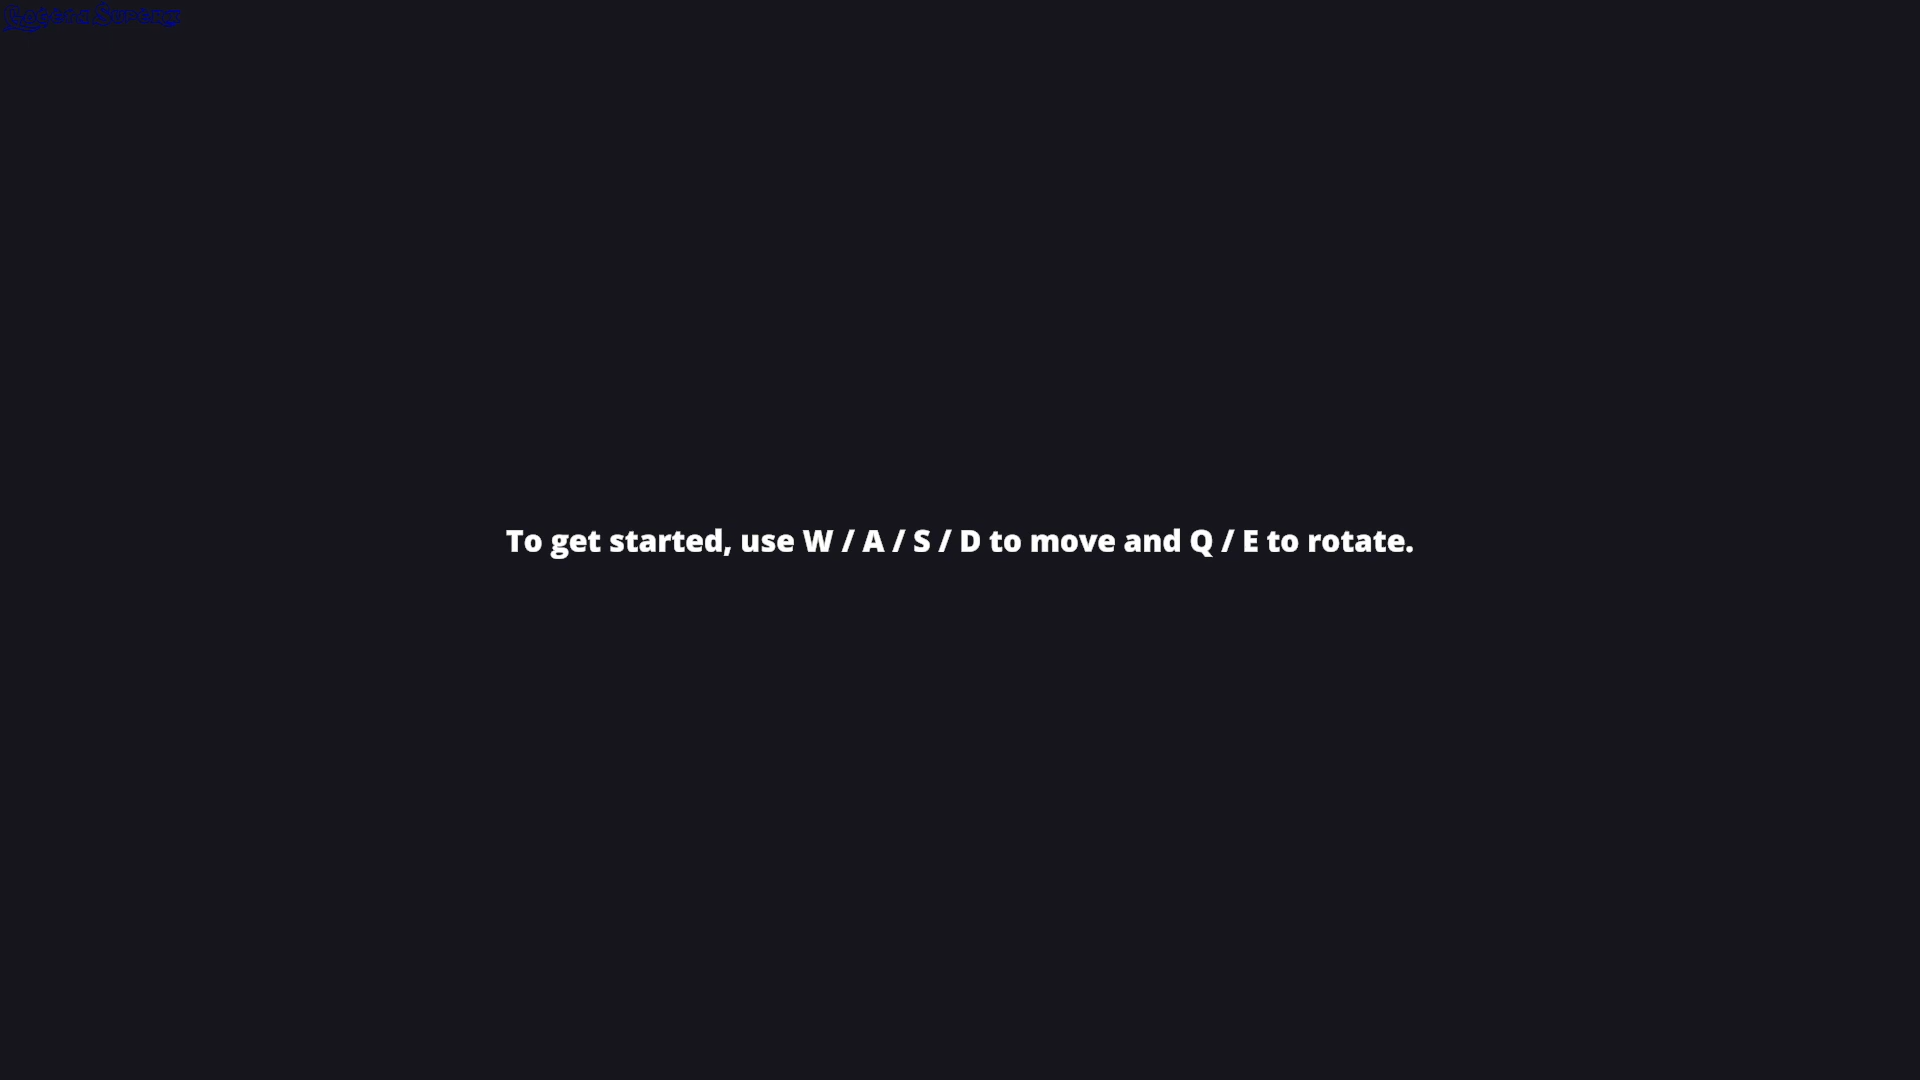 To get started, use W / A / S / D to move and Q / E to rotate.